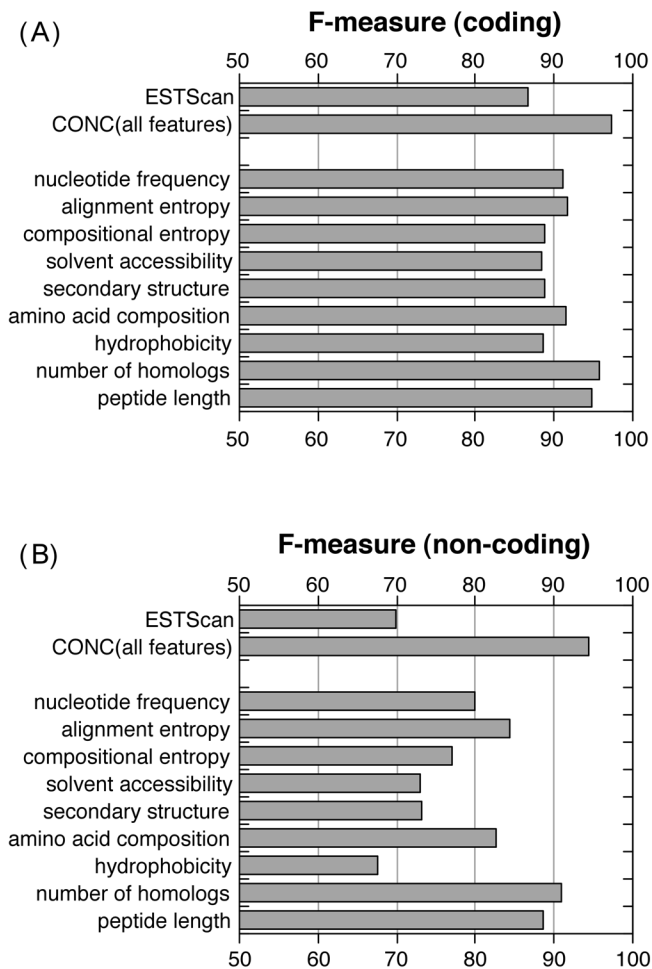 (A)
F-measure (coding)
50 60 70 80 90 100
ESTScan
CONC(all features)
nucleotide frequency
alignment entropy
compositional entropy
solvent accessibility
secondary structure
amino acid composition
hydrophobicity
number of homologs
peptide length
50 60 70 80 90 100
(B)
F-measure (non-coding)
50 60 70 80 90 100
ESTScan
CONC(all features)
nucleotide frequency
alignment entropy
compositional entropy
solvent accessibility
secondary structure
amino acid composition
hydrophobicity
number of homologs
peptide length
50 60 70 80 90 100